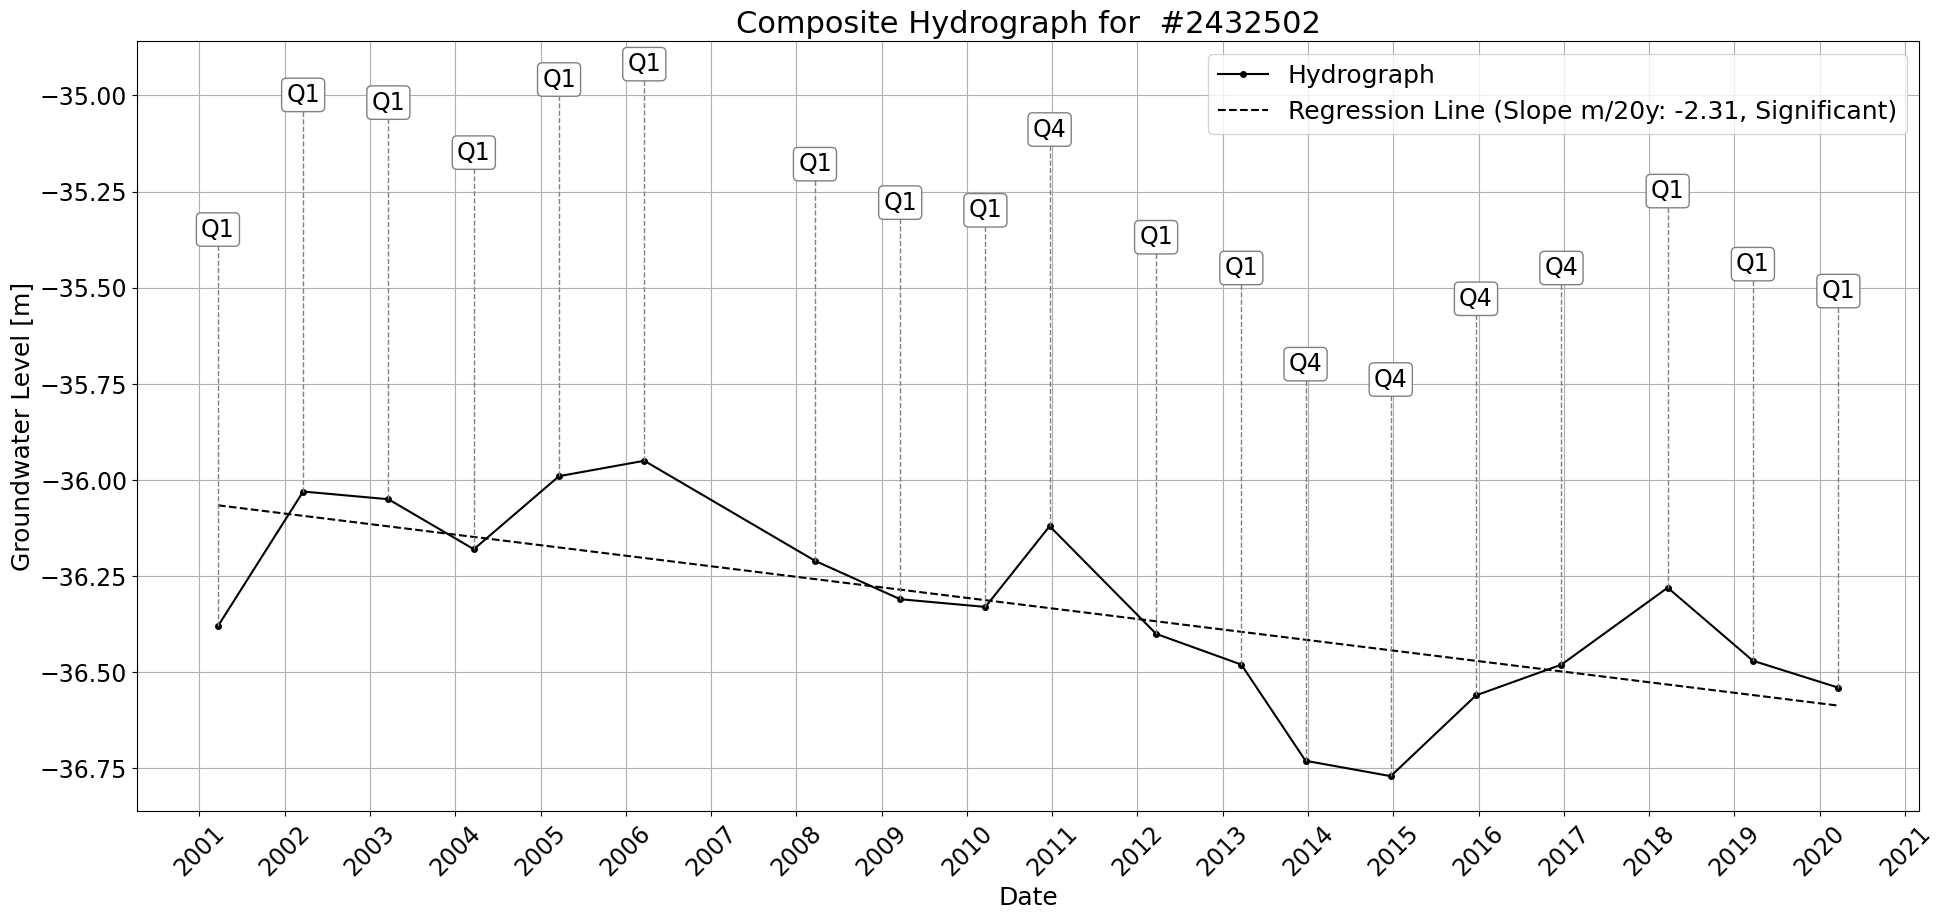 Composite Hydrograph for  #2432502
Hydrograph
Regression Line (Slope m/20y: -2.31, Significant)
Q1
Q1
Q1
Q1
Q1
Q1
Q1
Q1
Q1
Q4
Q1
Q1
Q4
Q4
Q4
Q4
Q1
Q1
Q1
Groundwater Level [m]
−35.00
−35.25
−35.50
−35.75
−36.00
−36.25
−36.50
−36.75
2001
2002
2003
2004
2005
2006
2007
2008
2009
2010
2011
2012
2013
2014
2015
2016
2017
2018
2019
2020
2021
Date